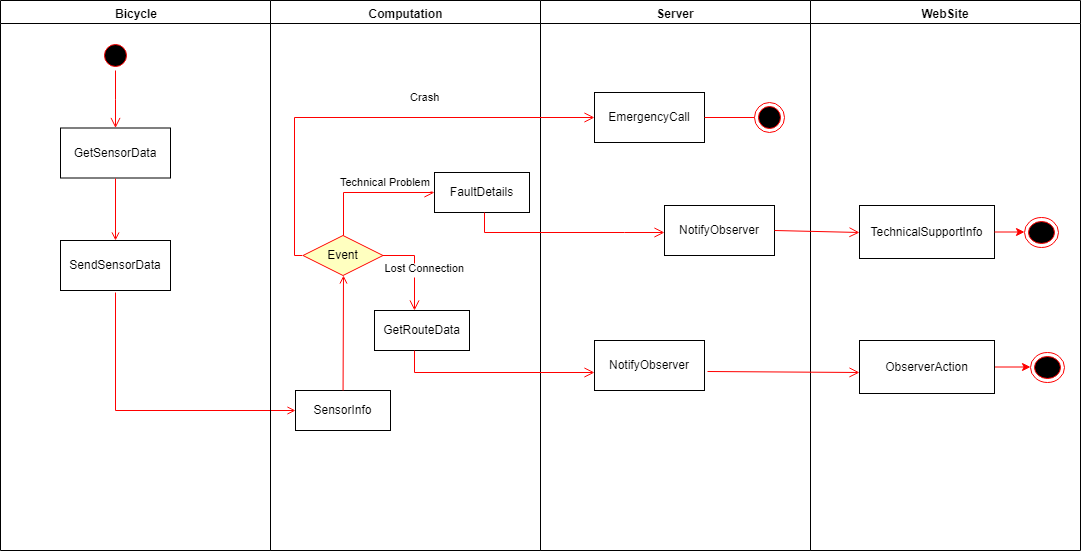 Bicycle
Computation
Server
WebSite
Crash
EmergencyCall
GetSensorData
Technical Problem
FaultDetails
NotifyObserver
TechnicalSupportInfo
Event
SendSensorData
Lost Connection
GetRouteData
NotifyObserver
ObserverAction
SensorInfo